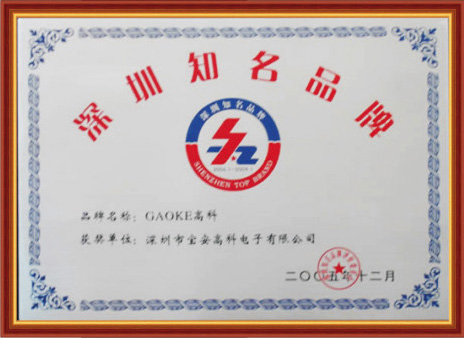 深圳知名品牌
深圳知名品牌
SHENZHEN TOP BRAND
品牌名称：GAOKE高科
获奖单位：深圳市宝安高科电子有限公司
二〇〇五年十二月